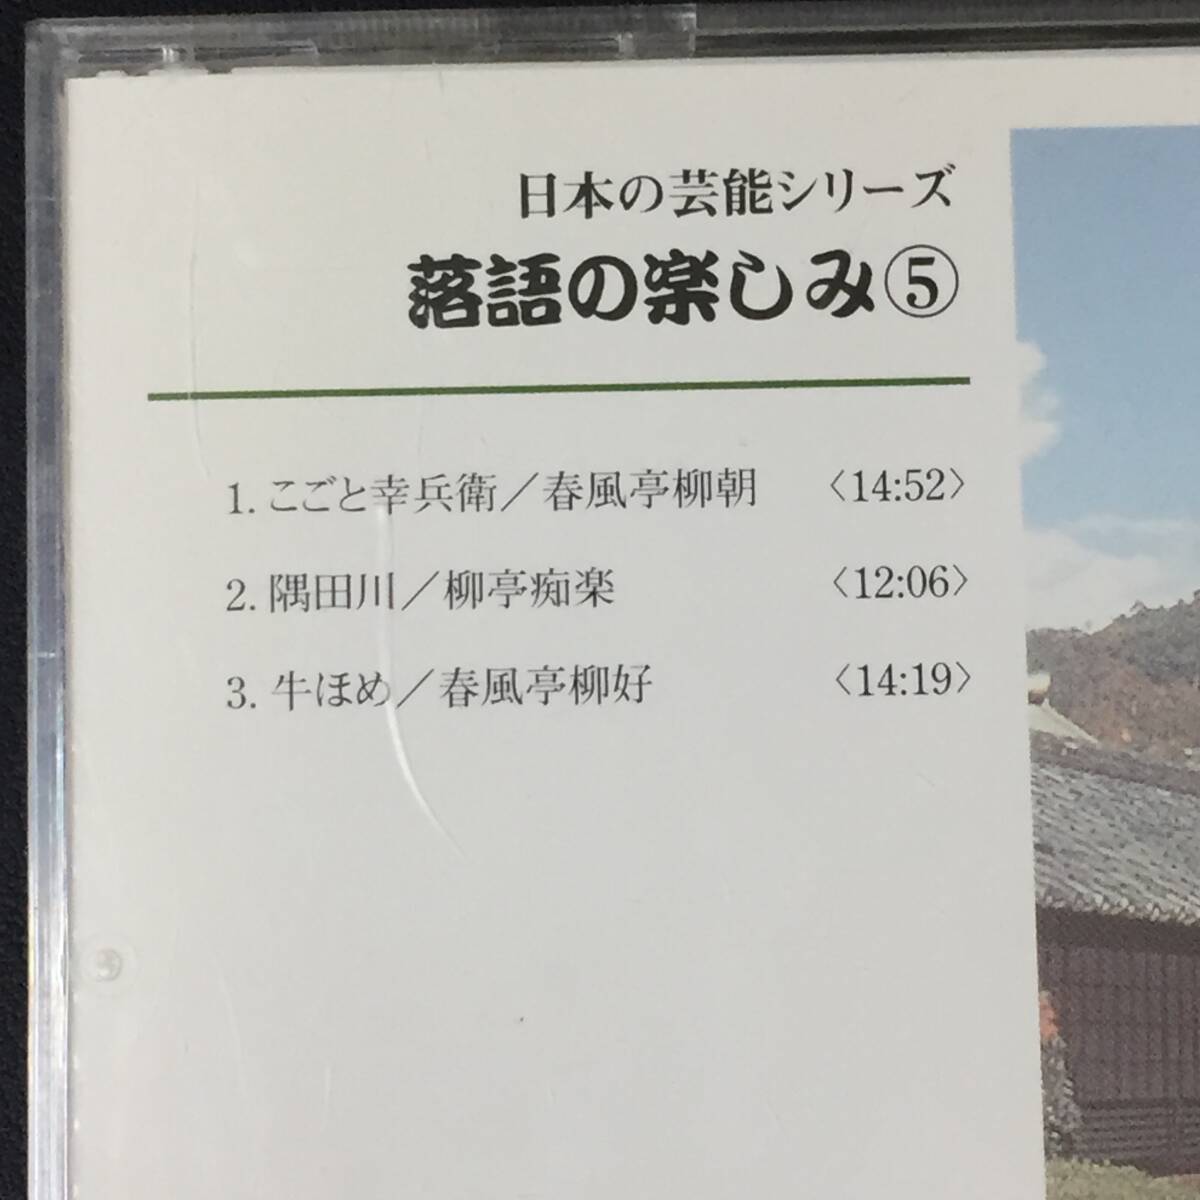 日本の芸能シリーズ
落語の楽しみ⑤
1. こごと幸兵衛／春風亭柳朝 〈14:52〉
2. 隅田川／柳亭痴楽 〈12:06〉
3. 牛ほめ／春風亭柳好 〈14:19〉